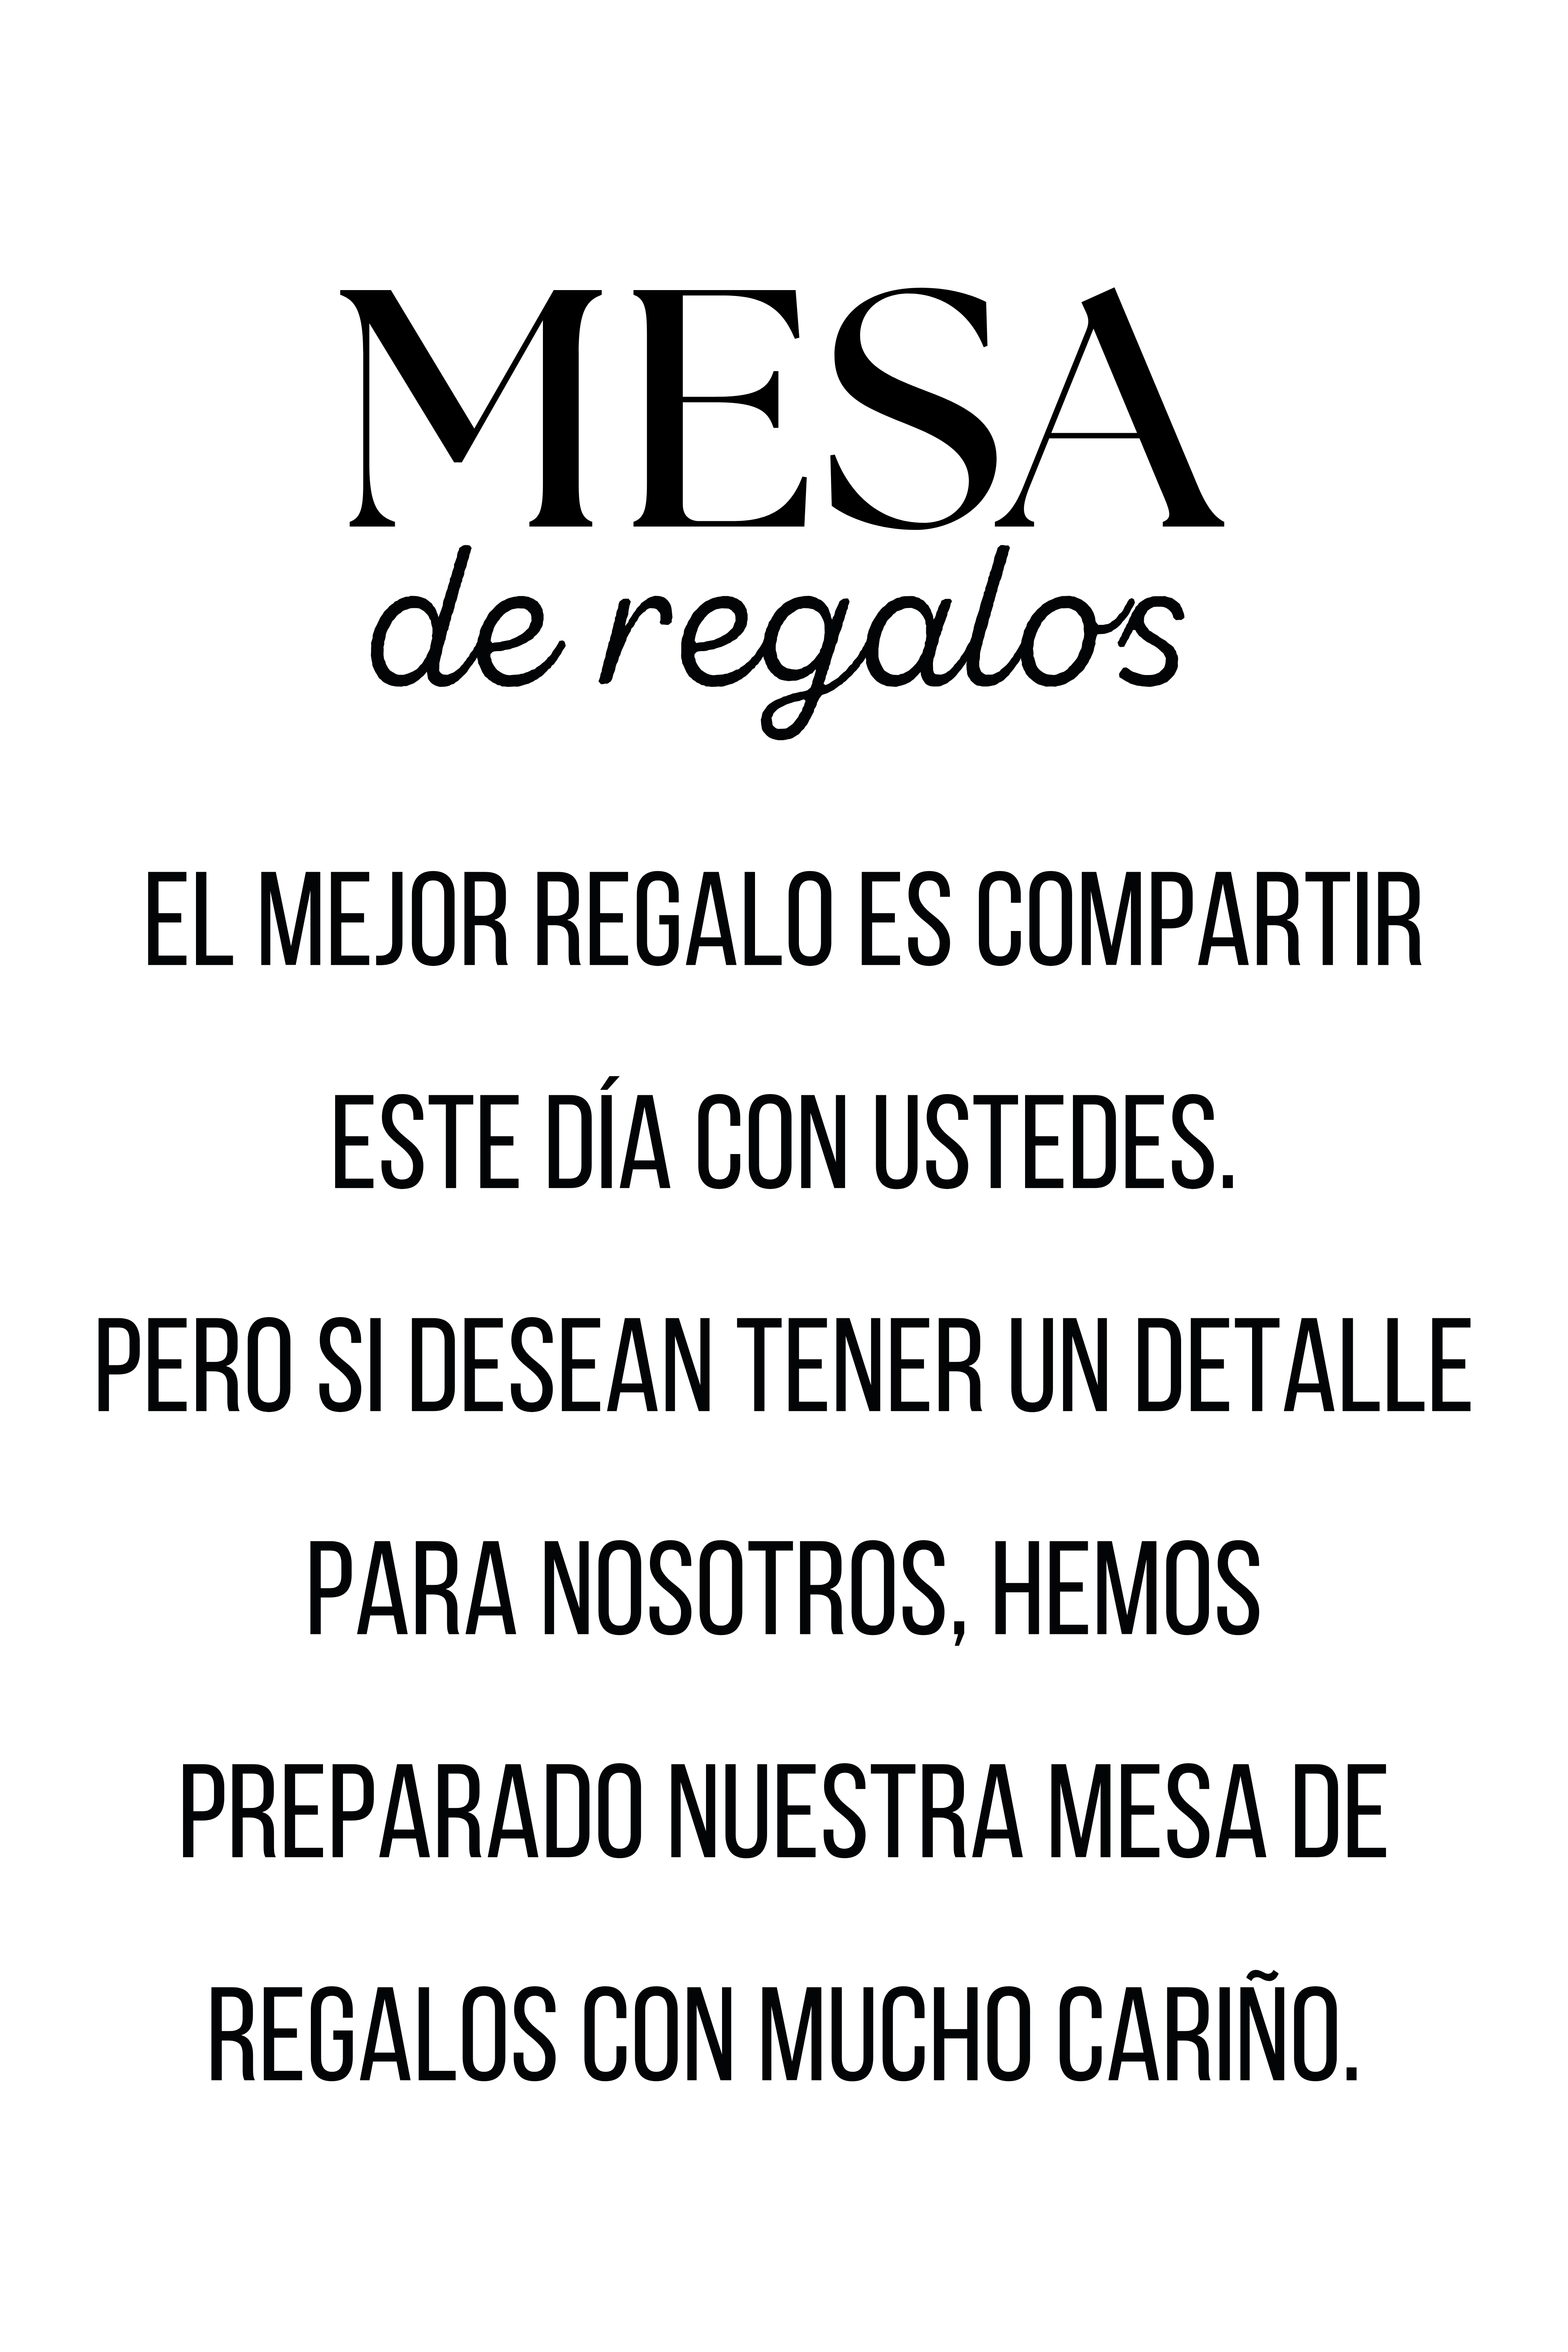 MESA
de regalos
EL MEJOR REGALO ES COMPARTIR
ESTE DÍA CON USTEDES.
PERO SI DESEAN TENER UN DETALLE
PARA NOSOTROS, HEMOS
PREPARADO NUESTRA MESA DE
REGALOS CON MUCHO CARIÑO.